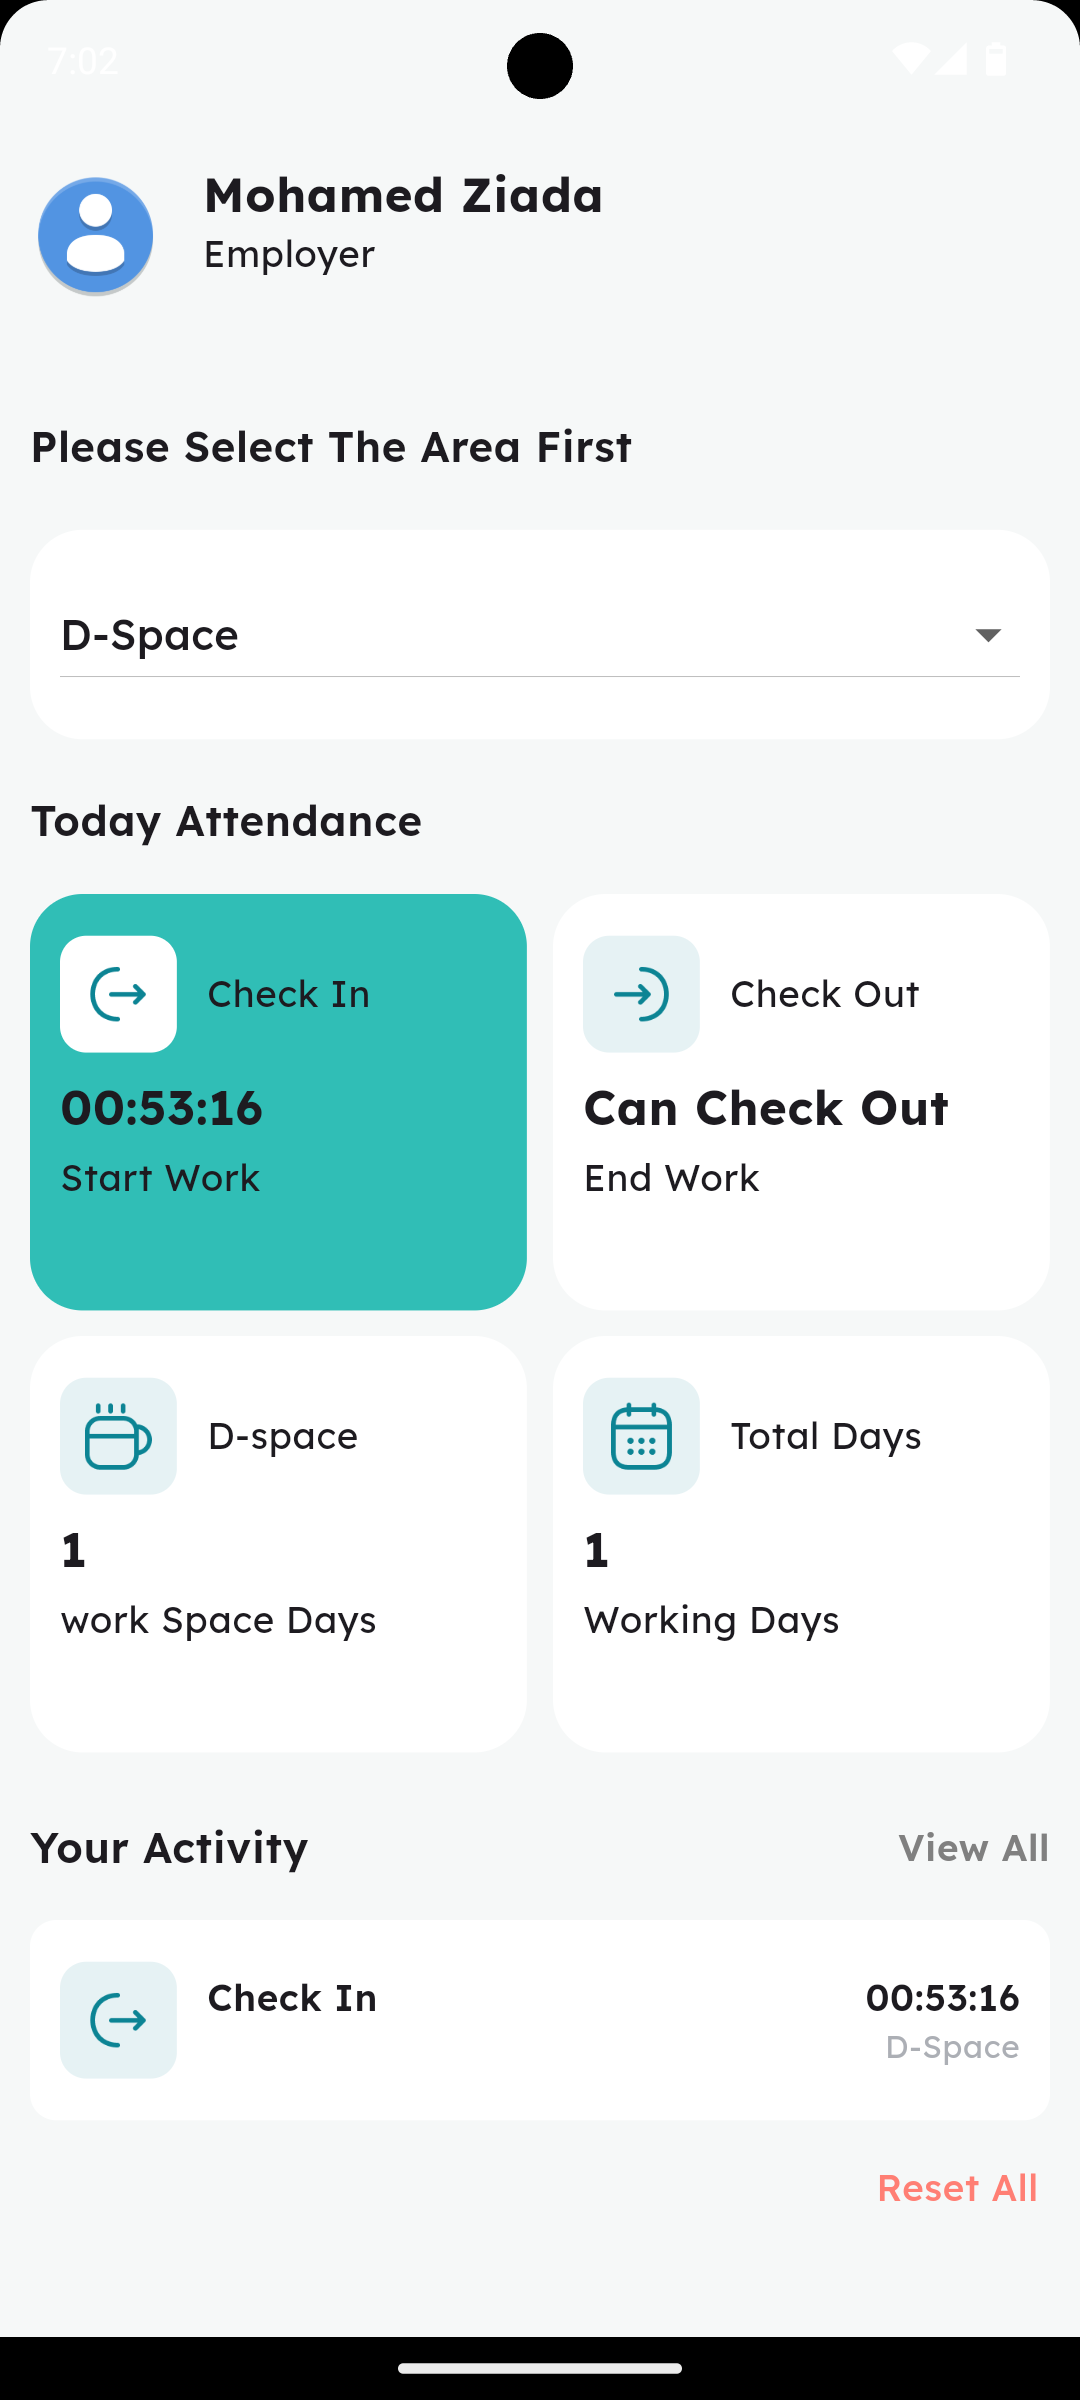 7:02
Mohamed Ziada
Employer
Please Select The Area First
D-Space
Today Attendance
Check In
00:53:16
Start Work
Check Out
Can Check Out
End Work
D-space
1
work Space Days
Total Days
1
Working Days
Your Activity
View All
Check In
00:53:16
D-Space
Reset All